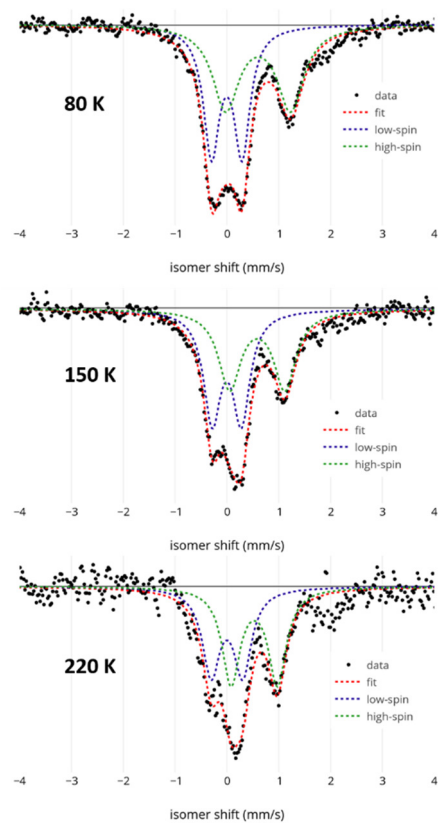 80 K
data
fit
low-spin
high-spin
−4 −3 −2 −1 0 1 2 3 4
isomer shift (mm/s)
150 K
data
fit
low-spin
high-spin
−4 −3 −2 −1 0 1 2 3 4
isomer shift (mm/s)
220 K
data
fit
low-spin
high-spin
−4 −3 −2 −1 0 1 2 3 4
isomer shift (mm/s)